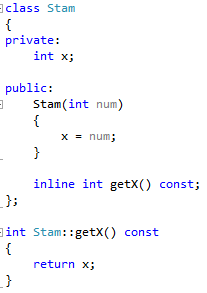 class Stam
{
private:
    int x;

public:
    Stam(int num)
    {
        x = num;
    }

    inline int getX() const;
};

int Stam::getX() const
{
    return x;
}